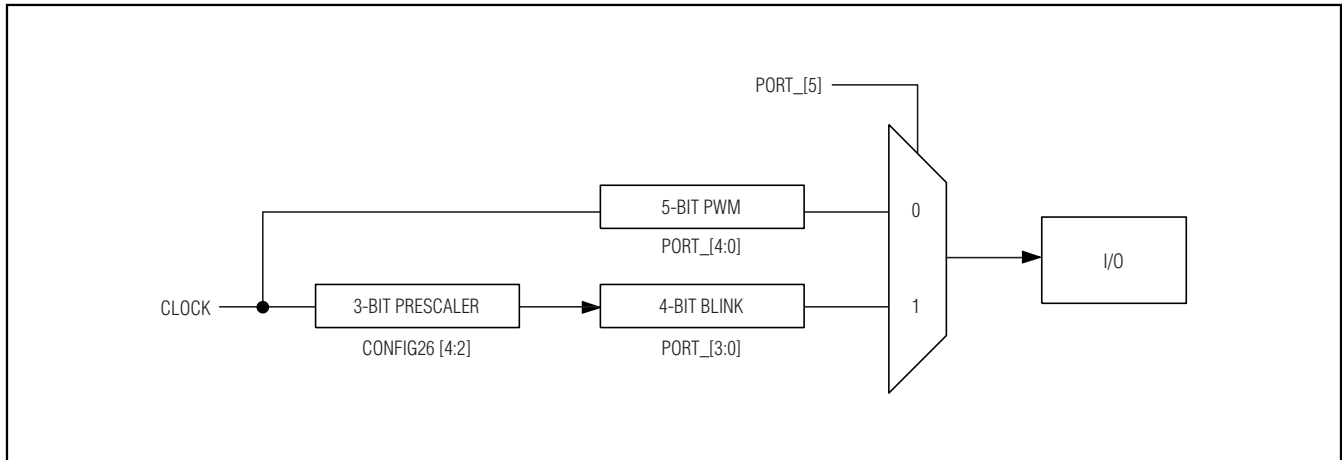 PORT_[5]
5-BIT PWM
0
PORT_[4:0]
I/O
CLOCK
3-BIT PRESCALER
4-BIT BLINK
1
CONFIG26 [4:2]
PORT_[3:0]